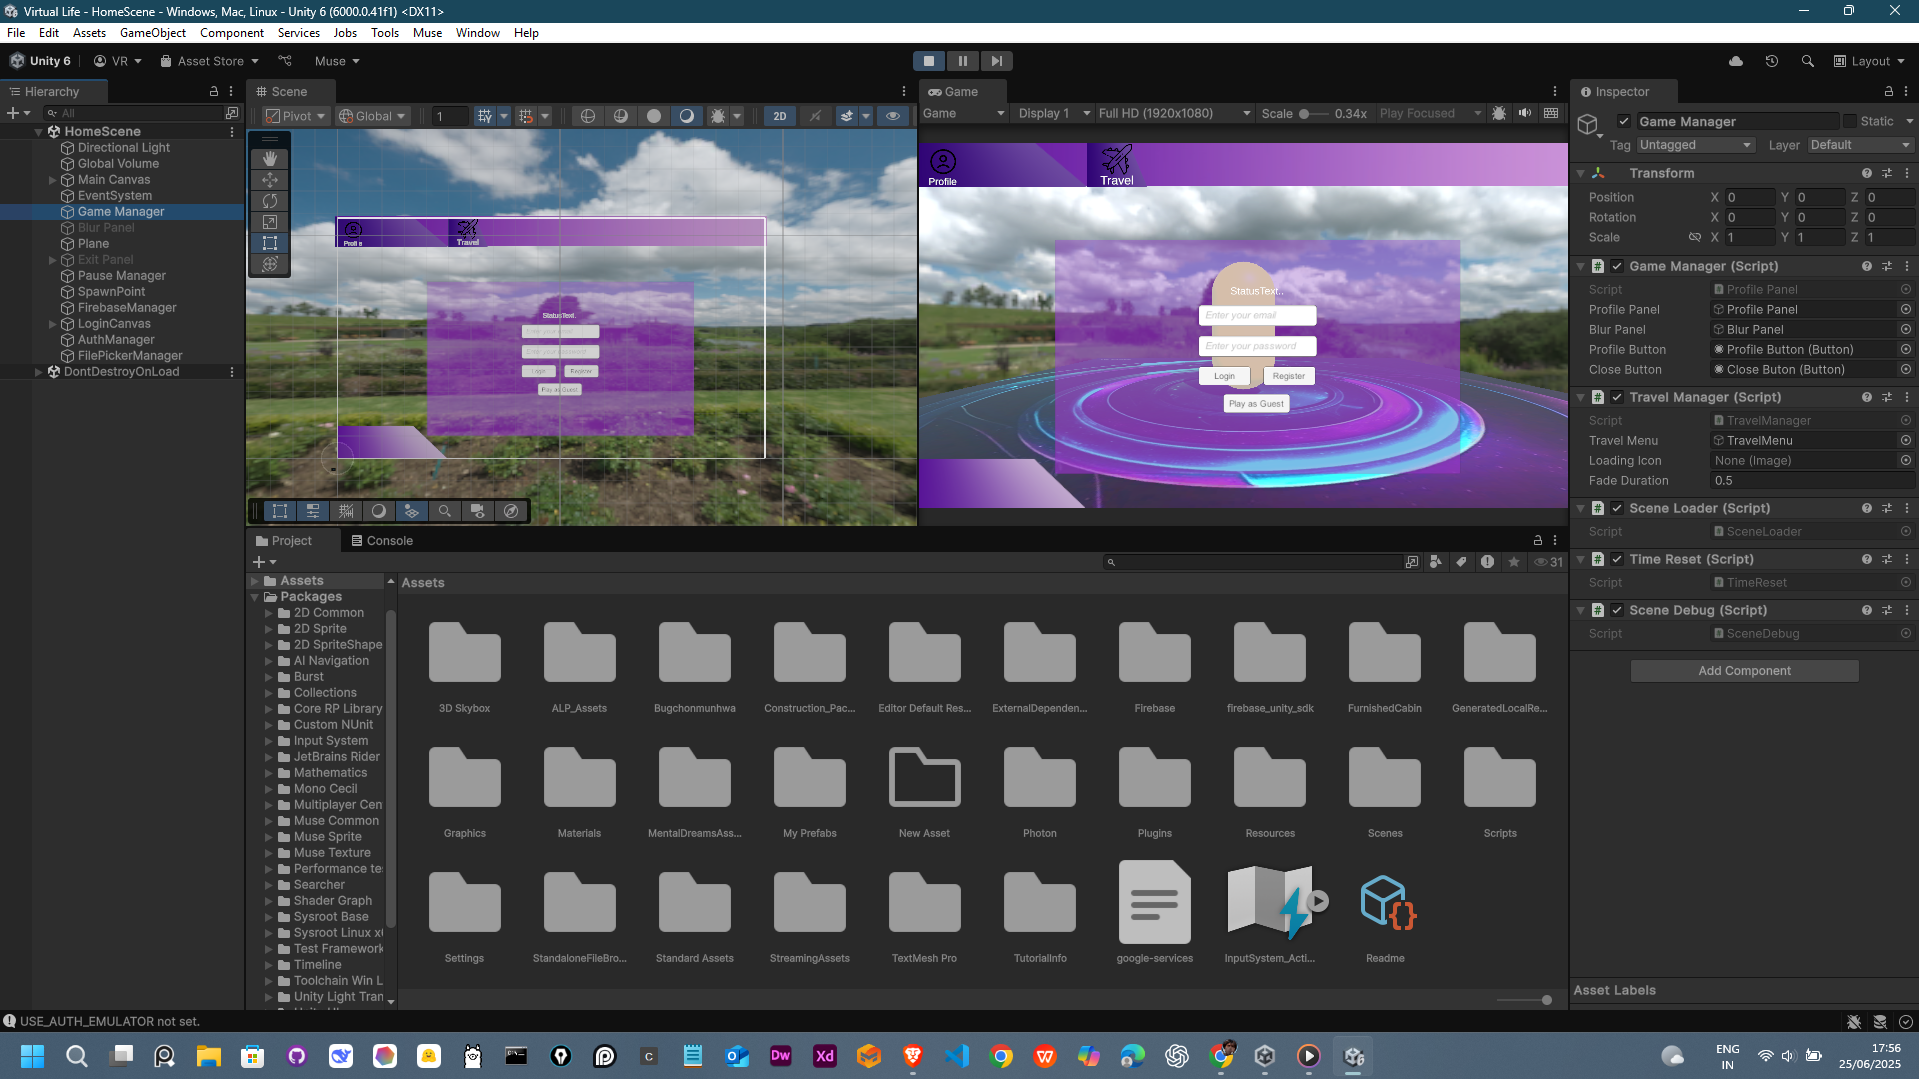 Virtual Life - HomeScene - Windows, Mac, Linux - Unity 6 (6000.0.41f1) <DX11>
File Edit Assets GameObject Component Services Jobs Tools Muse Window Help
Unity 6 VR Asset Store Muse Layout
Hierarchy
All
HomeScene
Directional Light
Global Volume
Main Canvas
EventSystem
Game Manager
Blur Panel
Plane
Exit Panel
Pause Manager
SpawnPoint
FirebaseManager
LoginCanvas
AuthManager
FilePickerManager
DontDestroyOnLoad
Scene
Pivot Global 1 2D
Profile
Travel
StatusText.
Enter your email
Enter your password
Login Register
Play as Guest
Game
Game Display 1 Full HD (1920x1080) Scale 0.34x Play Focused
Profile
Travel
StatusText..
Enter your email
Enter your password
Login Register
Play as Guest
Inspector
Game Manager Static
Tag Untagged Layer Default
Transform
Position X 0 Y 0 Z 0
Rotation X 0 Y 0 Z 0
Scale X 1 Y 1 Z 1
Game Manager (Script)
Script Profile Panel
Profile Panel Profile Panel
Blur Panel Blur Panel
Profile Button Profile Button (Button)
Close Button Close Buton (Button)
Travel Manager (Script)
Script TravelManager
Travel Menu TravelMenu
Loading Icon None (Image)
Fade Duration 0.5
Scene Loader (Script)
Script SceneLoader
Time Reset (Script)
Script TimeReset
Scene Debug (Script)
Script SceneDebug
Add Component
Asset Labels
Project Console
31
Assets
Packages
2D Common
2D Sprite
2D SpriteShape
AI Navigation
Burst
Collections
Core RP Library
Custom NUnit
Input System
JetBrains Rider
Mathematics
Mono Cecil
Multiplayer Cen
Muse Common
Muse Sprite
Muse Texture
Performance te
Searcher
Shader Graph
Sysroot Base
Sysroot Linux x
Test Framework
Timeline
Toolchain Win L
Unity Light Tran
Assets
3D Skybox ALP_Assets Bugchonmunhwa Construction_Pac... Editor Default Res... ExternalDependen... Firebase firebase_unity_sdk FurnishedCabin GeneratedLocalRe...
Graphics Materials MentalDreamsAss... My Prefabs New Asset Photon Plugins Resources Scenes Scripts
Settings StandaloneFileBro... Standard Assets StreamingAssets TextMesh Pro TutorialInfo google-services InputSystem_Acti... Readme
USE_AUTH_EMULATOR not set.
Dw Xd
ENG
IN
17:56
25/06/2025